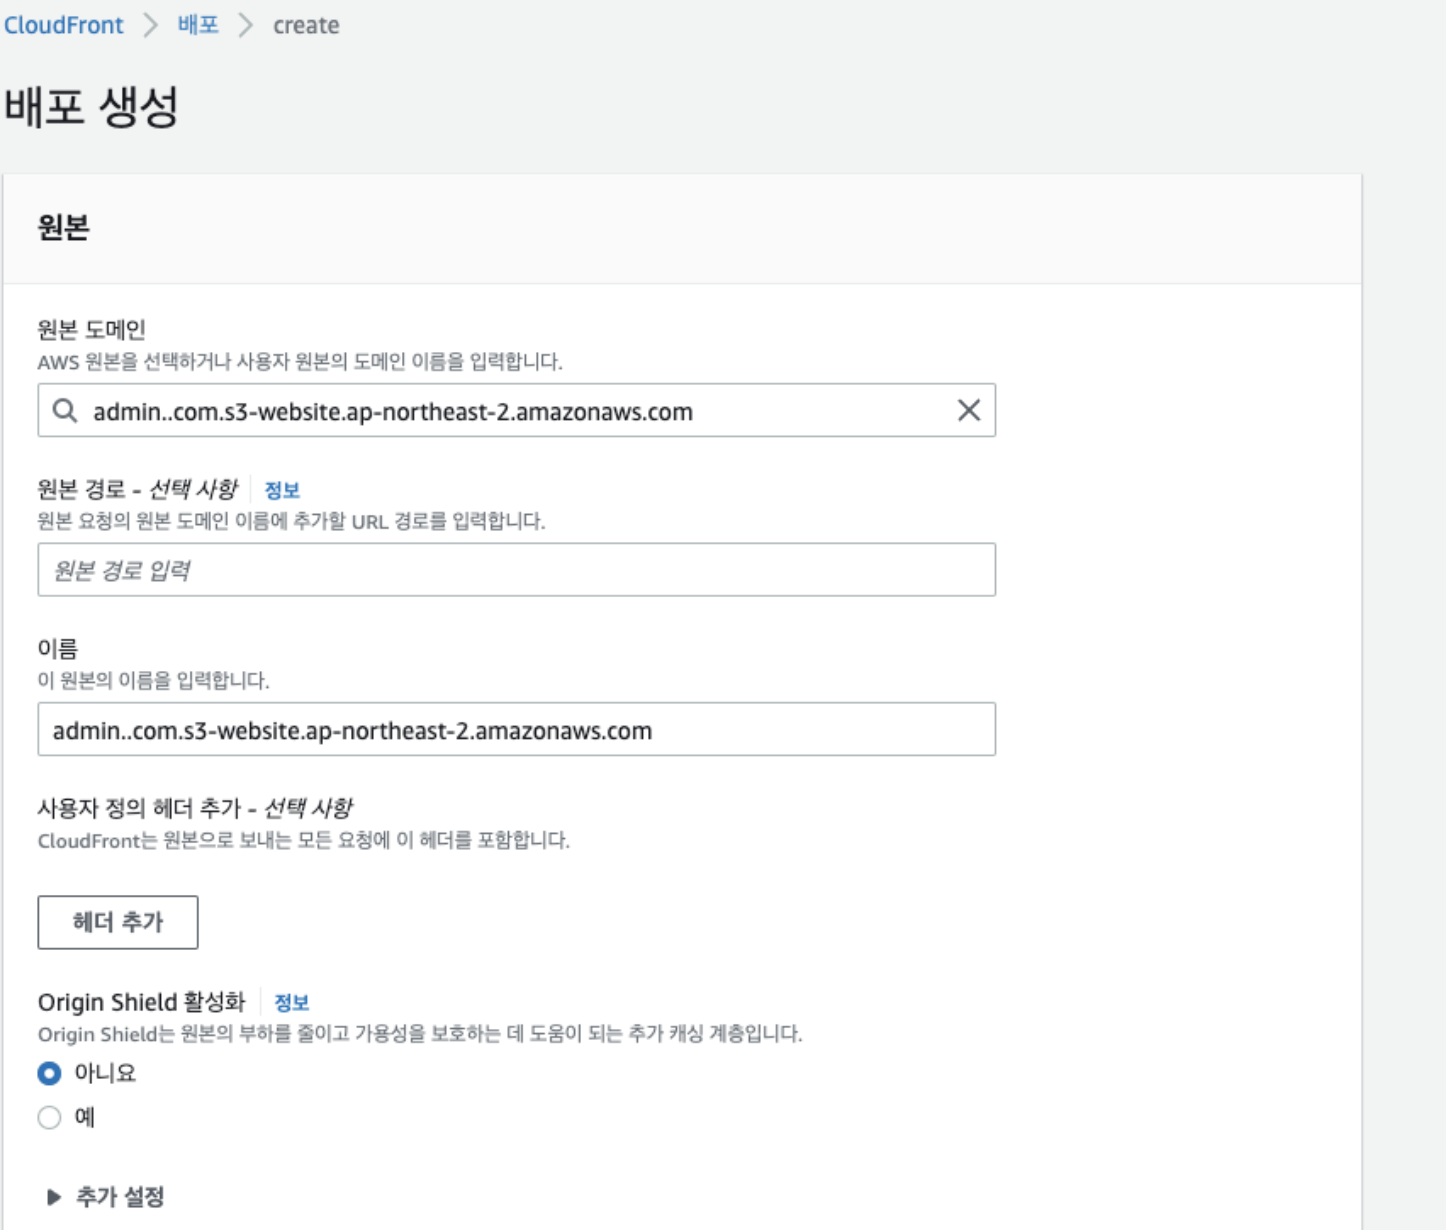 CloudFront > 배포 > create
배포 생성
원본
원본 도메인
AWS 원본을 선택하거나 사용자 원본의 도메인 이름을 입력합니다.
admin..com.s3-website.ap-northeast-2.amazonaws.com
원본 경로 - 선택 사항 정보
원본 요청의 원본 도메인 이름에 추가할 URL 경로를 입력합니다.
원본 경로 입력
이름
이 원본의 이름을 입력합니다.
admin..com.s3-website.ap-northeast-2.amazonaws.com
사용자 정의 헤더 추가 - 선택 사항
CloudFront는 원본으로 보내는 모든 요청에 이 헤더를 포함합니다.
헤더 추가
Origin Shield 활성화 정보
Origin Shield는 원본의 부하를 줄이고 가용성을 보호하는 데 도움이 되는 추가 캐싱 계층입니다.
아니요
예
추가 설정